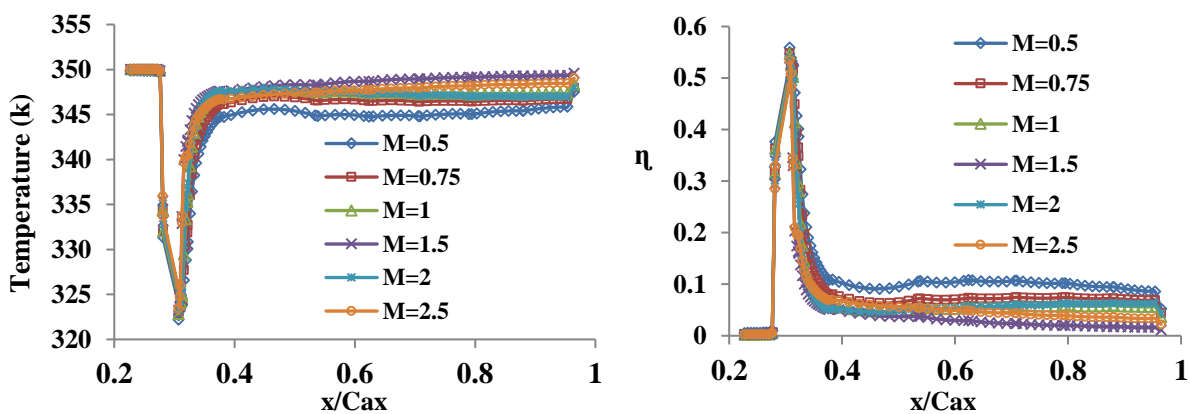 355
350
345
340
335
330
325
320
Temperature (k)
M=0.5
M=0.75
M=1
M=1.5
M=2
M=2.5
0.2 0.4 0.6 0.8 1
x/Cax
0.6
0.5
0.4
0.3
0.2
0.1
0
η
M=0.5
M=0.75
M=1
M=1.5
M=2
M=2.5
0.2 0.4 0.6 0.8 1
x/Cax